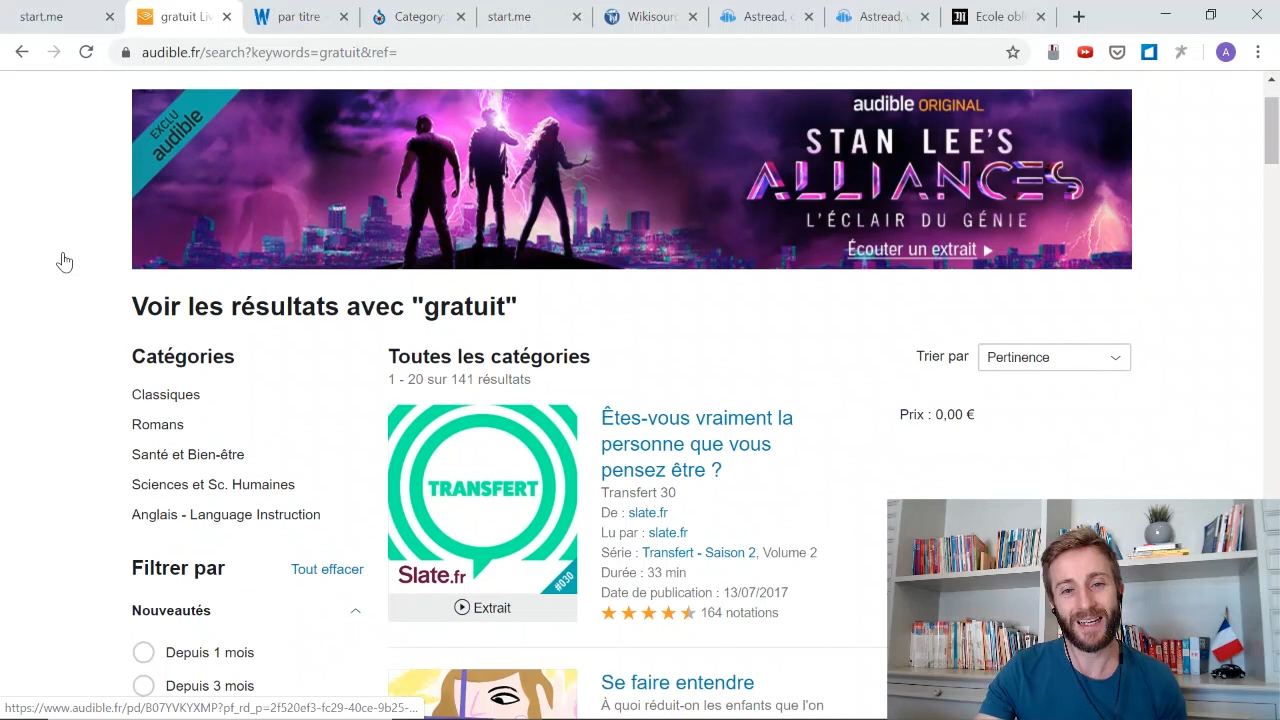 start.me
gratuit Liv
par titre -
Category:
start.me
Wikisourc
Astread, c
Astread, c
Ecole obli
audible.fr/search?keywords=gratuit&ref=
A
EXCLU
audible
audible ORIGINAL
STAN LEE'S
ALLIANCES
L'ÉCLAIR DU GÉNIE
Écouter un extrait
Voir les résultats avec "gratuit"
Catégories
Classiques
Romans
Santé et Bien-être
Sciences et Sc. Humaines
Anglais - Language Instruction
Filtrer par
Tout effacer
Nouveautés
Depuis 1 mois
Depuis 3 mois
Toutes les catégories
1 - 20 sur 141 résultats
Trier par
Pertinence
TRANSFERT
Slate.fr
#030
Extrait
Êtes-vous vraiment la
personne que vous
pensez être ?
Transfert 30
De : slate.fr
Lu par : slate.fr
Série : Transfert - Saison 2, Volume 2
Durée : 33 min
Date de publication : 13/07/2017
164 notations
Prix : 0,00 €
Se faire entendre
À quoi réduit-on les enfants que l'on
https://www.audible.fr/pd/B07YVKYXMP?pf_rd_p=2f520ef3-fc29-40ce-9b25-...